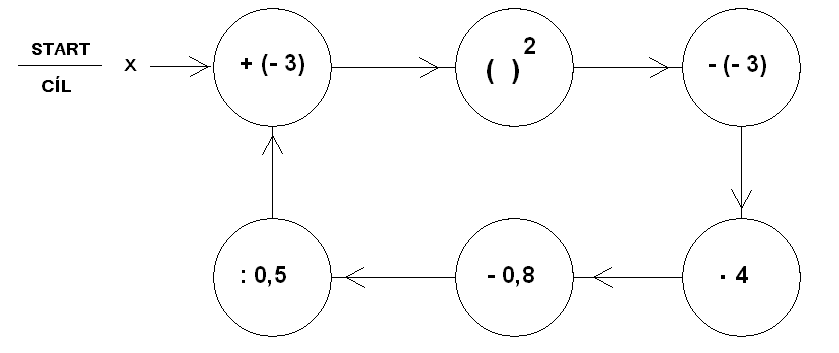 START
CÍL
x
+ (- 3)
( )²
- (- 3)
: 0,5
- 0,8
· 4